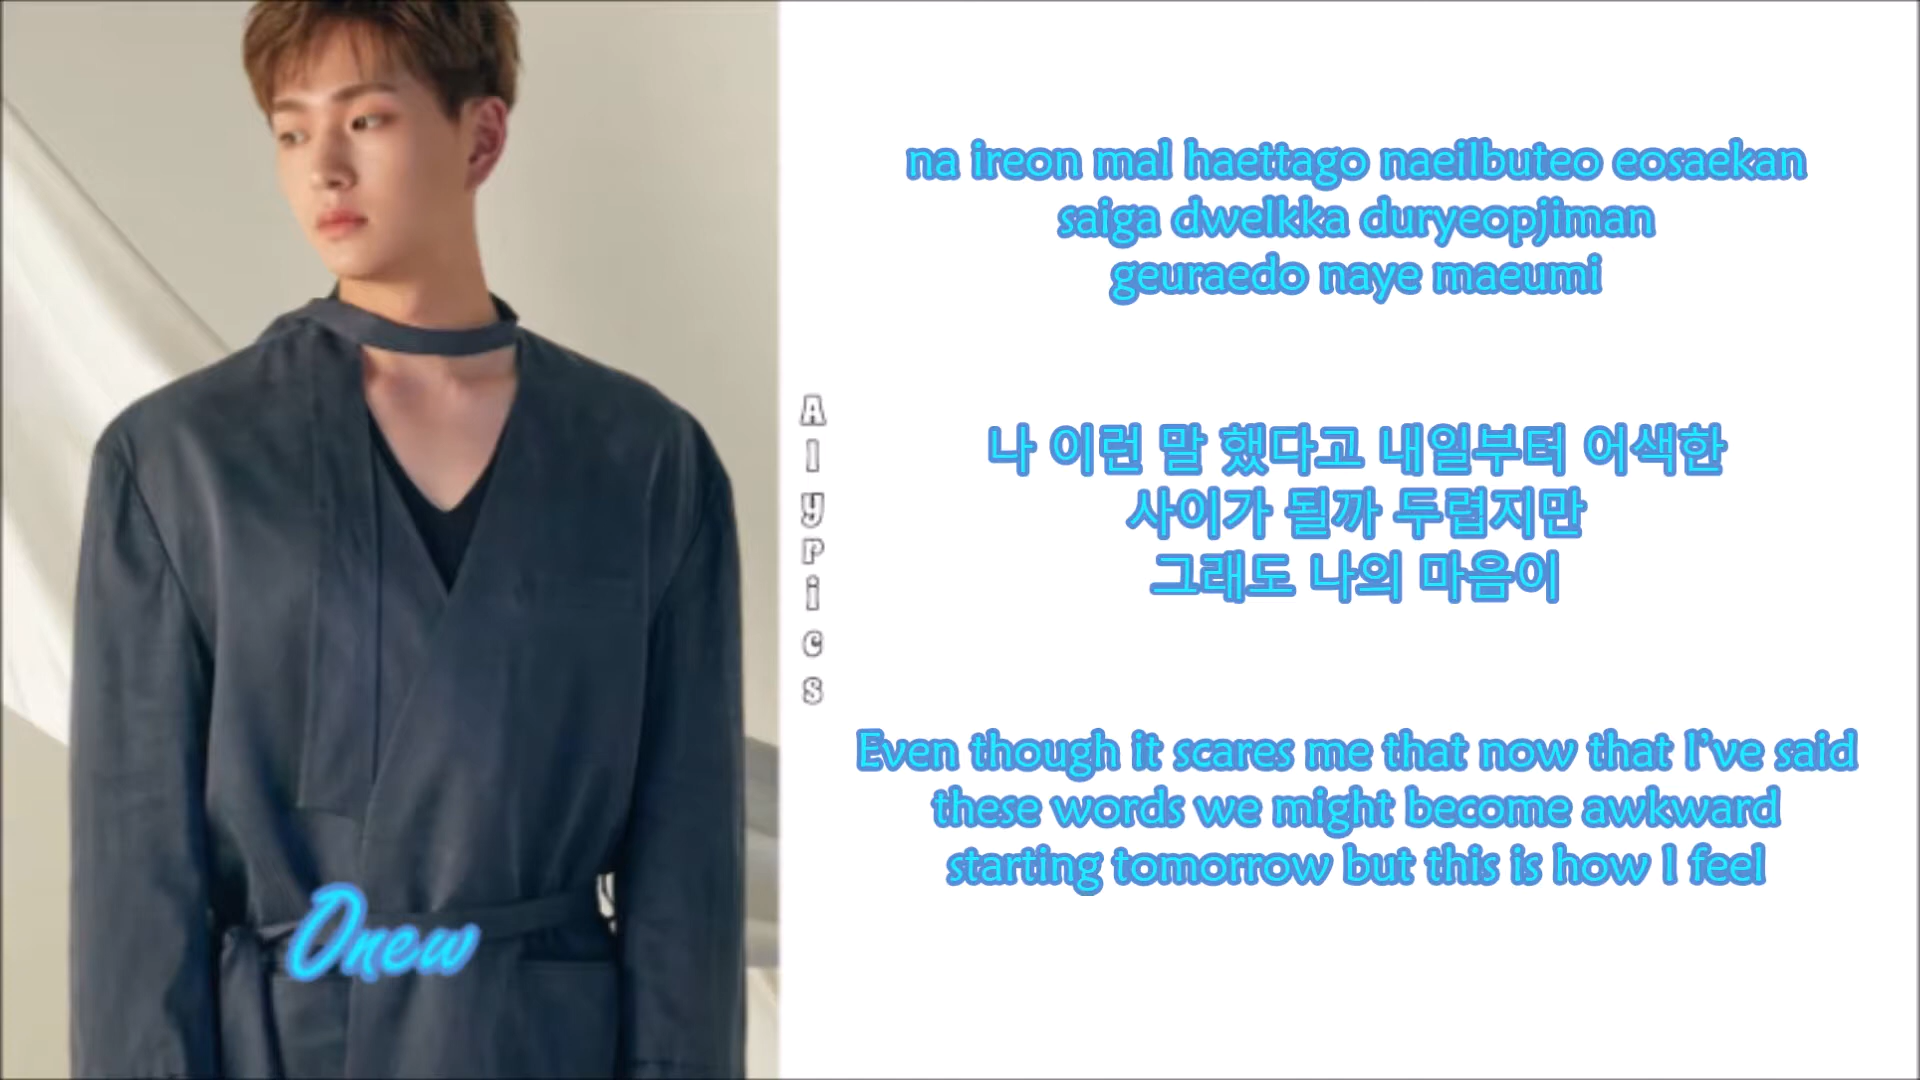 na ireon mal haettago naeilbuteo eosaekan
saiga dwelkka duryeopjiman
geuraedo naye maeumi
Alypics
나 이런 말 했다고 내일부터 어색한
사이가 될까 두렵지만
그래도 나의 마음이
Even though it scares me that now that I've said
these words we might become awkward
starting tomorrow but this is how I feel
Onew